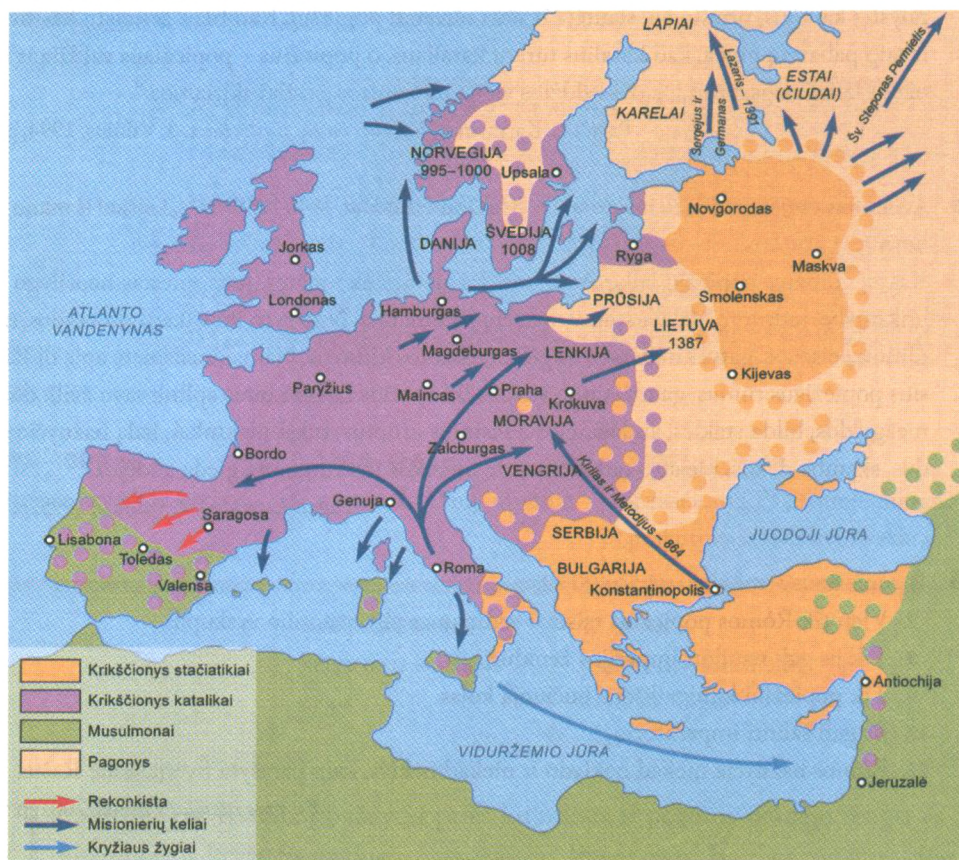 LAPIAI
KARELAI
Sergejus ir
Germanas
Lazaris – 1391
ESTAI
(ČIUDAI)
Šv. Steponas Permietis
NORVEGIJA
995–1000
Upsala
Novgorodas
DANIJA
ŠVEDIJA
1008
Ryga
Maskva
Jorkas
Londonas
Hamburgas
PRŪSIJA
Smolenskas
ATLANTO
VANDENYNAS
Magdeburgas
LENKIJA
LIETUVA
1387
Paryžius
Maincas
Praha
Krokuva
Kijevas
MORAVIJA
Zalcburgas
Bordo
VENGRIJA
Kirilas ir Metodijus – 864
Genuja
Saragosa
SERBIJA
JUODOJI JŪRA
Lisabona
Toledas
Valensa
Roma
BULGARIJA
Konstantinopolis
Krikščionys stačiatikiai
Krikščionys katalikai
Musulmonai
Pagonys
Rekonkista
Misionierių keliai
Kryžiaus žygiai
Antiochija
VIDURŽEMIO JŪRA
Jeruzalė